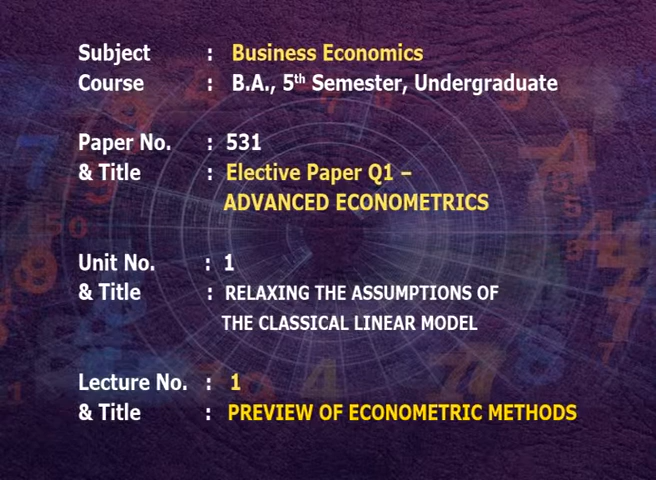 Subject : Business Economics
Course : B.A., 5th Semester, Undergraduate
Paper No. : 531
& Title : Elective Paper Q1 –
ADVANCED ECONOMETRICS
Unit No. : 1
& Title : RELAXING THE ASSUMPTIONS OF
THE CLASSICAL LINEAR MODEL
Lecture No. : 1
& Title : PREVIEW OF ECONOMETRIC METHODS